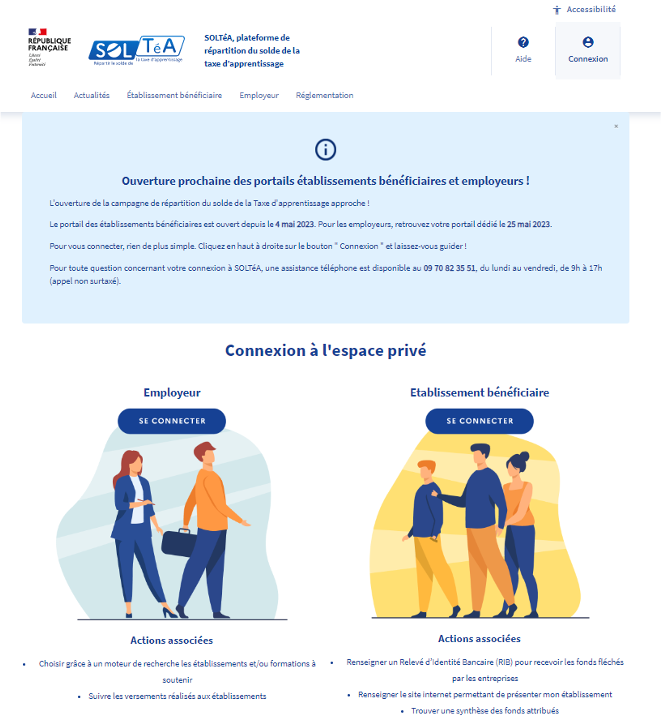 Accessibilité
RÉPUBLIQUE
FRANÇAISE
Liberté
Égalité
Fraternité
SOLTéA
Répartir le solde de la taxe d'apprentissage
SOLTéA, plateforme de
répartition du solde de la
taxe d'apprentissage
Aide
Connexion
Accueil Actualités Établissement bénéficiaire Employeur Réglementation
×
Ouverture prochaine des portails établissements bénéficiaires et employeurs !
L'ouverture de la campagne de répartition du solde de la Taxe d'apprentissage approche !
Le portail des établissements bénéficiaires est ouvert depuis le 4 mai 2023. Pour les employeurs, retrouvez votre portail dédié le 25 mai 2023.
Pour vous connecter, rien de plus simple. Cliquez en haut à droite sur le bouton " Connexion " et laissez-vous guider !
Pour toute question concernant votre connexion à SOLTéA, une assistance téléphone est disponible au 09 70 82 35 51, du lundi au vendredi, de 9h à 17h
(appel non surtaxé).
Connexion à l'espace privé
Employeur
SE CONNECTER
Actions associées
• Choisir grâce à un moteur de recherche les établissements et/ou formations à
soutenir
• Suivre les versements réalisés aux établissements
Etablissement bénéficiaire
SE CONNECTER
Actions associées
• Renseigner un Relevé d'Identité Bancaire (RIB) pour recevoir les fonds fléchés
par les entreprises
• Renseigner le site internet permettant de présenter mon établissement
• Trouver une synthèse des fonds attribués